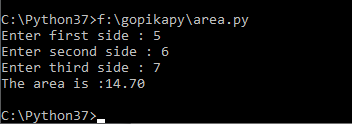 C:\Python37>f:\gopikapy\area.py
Enter first side : 5
Enter second side : 6
Enter third side : 7
The area is :14.70
C:\Python37>